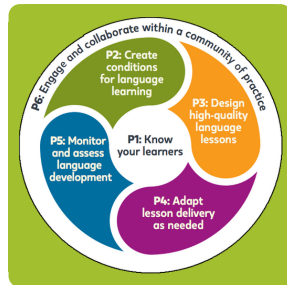 P6: Engage and collaborate within a community of practice
P2: Create
conditions
for language
learning
P3: Design
high-quality
language
lessons
P1: Know
your learners
P5: Monitor
and assess
language
development
P4: Adapt
lesson delivery
as needed